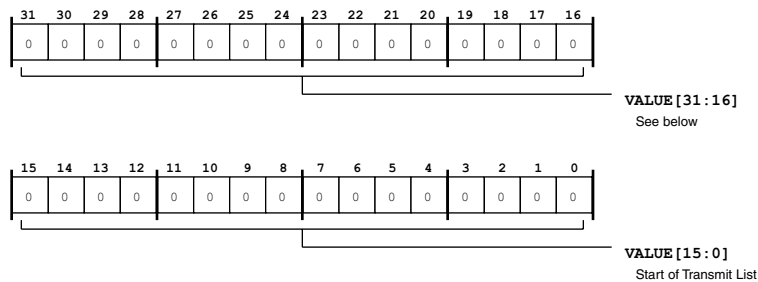 31 30 29 28 27 26 25 24 23 22 21 20 19 18 17 16
0 0 0 0 0 0 0 0 0 0 0 0 0 0 0 0
VALUE[31:16]
See below
15 14 13 12 11 10 9 8 7 6 5 4 3 2 1 0
0 0 0 0 0 0 0 0 0 0 0 0 0 0 0 0
VALUE[15:0]
Start of Transmit List